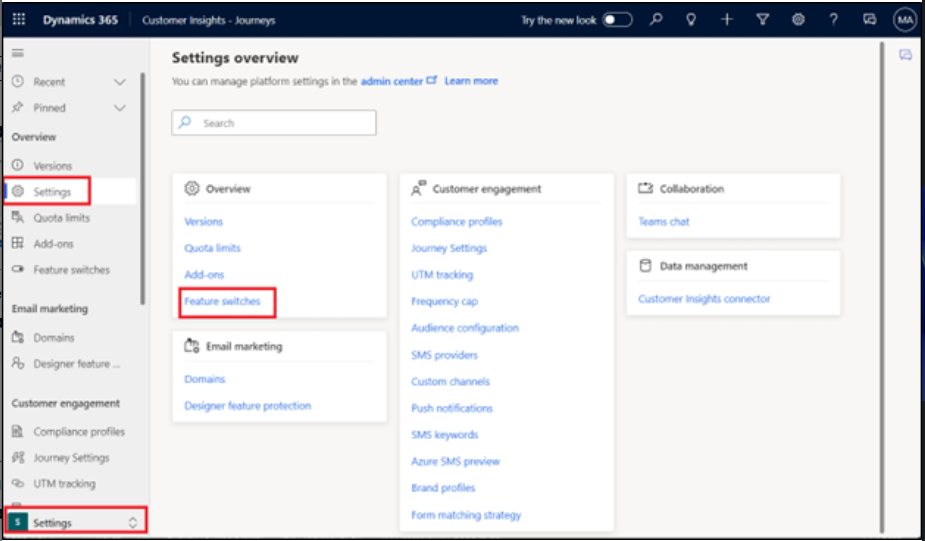 Dynamics 365
Customer Insights - Journeys
Try the new look
MA
Recent
Pinned
Overview
Versions
Settings
Quota limits
Add-ons
Feature switches
Email marketing
Domains
Designer feature ...
Customer engagement
Compliance profiles
Journey Settings
UTM tracking
S
Settings
Settings overview
You can manage platform settings in the admin center Learn more
Search
Overview
Versions
Quota limits
Add-ons
Feature switches
Email marketing
Domains
Designer feature protection
Customer engagement
Compliance profiles
Journey Settings
UTM tracking
Frequency cap
Audience configuration
SMS providers
Custom channels
Push notifications
SMS keywords
Azure SMS preview
Brand profiles
Form matching strategy
Collaboration
Teams chat
Data management
Customer Insights connector